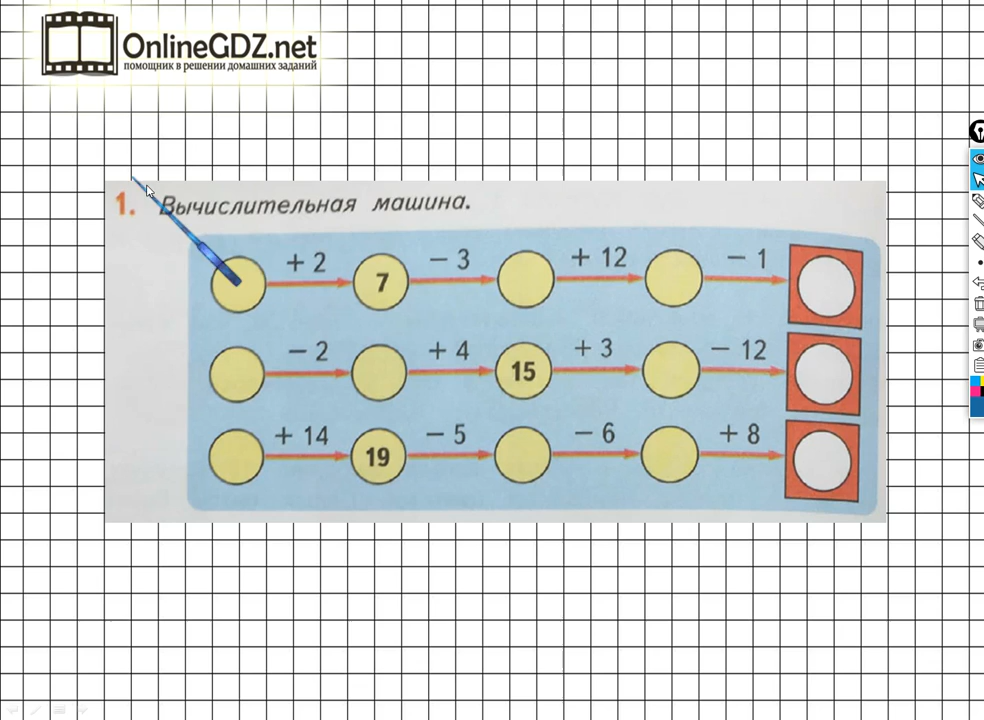 OnlineGDZ.net
помощник в решении домашних заданий
1. Вычислительная машина.
+ 2 7 − 3 + 12 − 1
− 2 + 4 15 + 3 − 12
+ 14 19 − 5 − 6 + 8